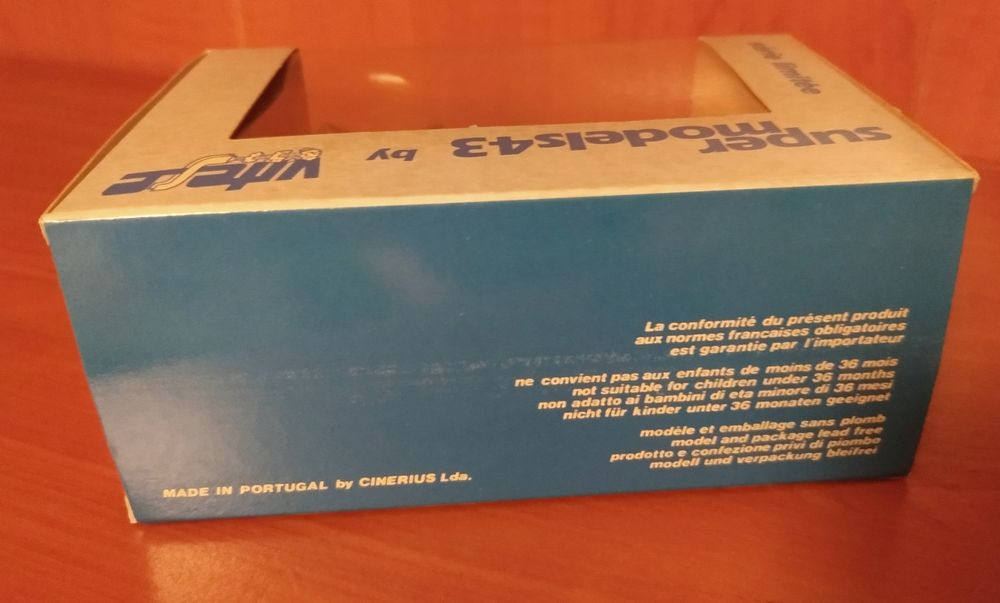 série limitée
super
models43 by
Vitesse
La conformité du présent produit
aux normes francaises obligatoires
est garantie par l'importateur
ne convient pas aux enfants de moins de 36 mois
not suitable for children under 36 months
non adatto ai bambini di eta minore di 36 mesi
nicht für kinder unter 36 monaten geeignet
modèle et emballage sans plomb
model and package lead free
prodotto e confezione privi di piombo
modell und verpackung bleifrei
MADE IN PORTUGAL by CINERIUS Lda.